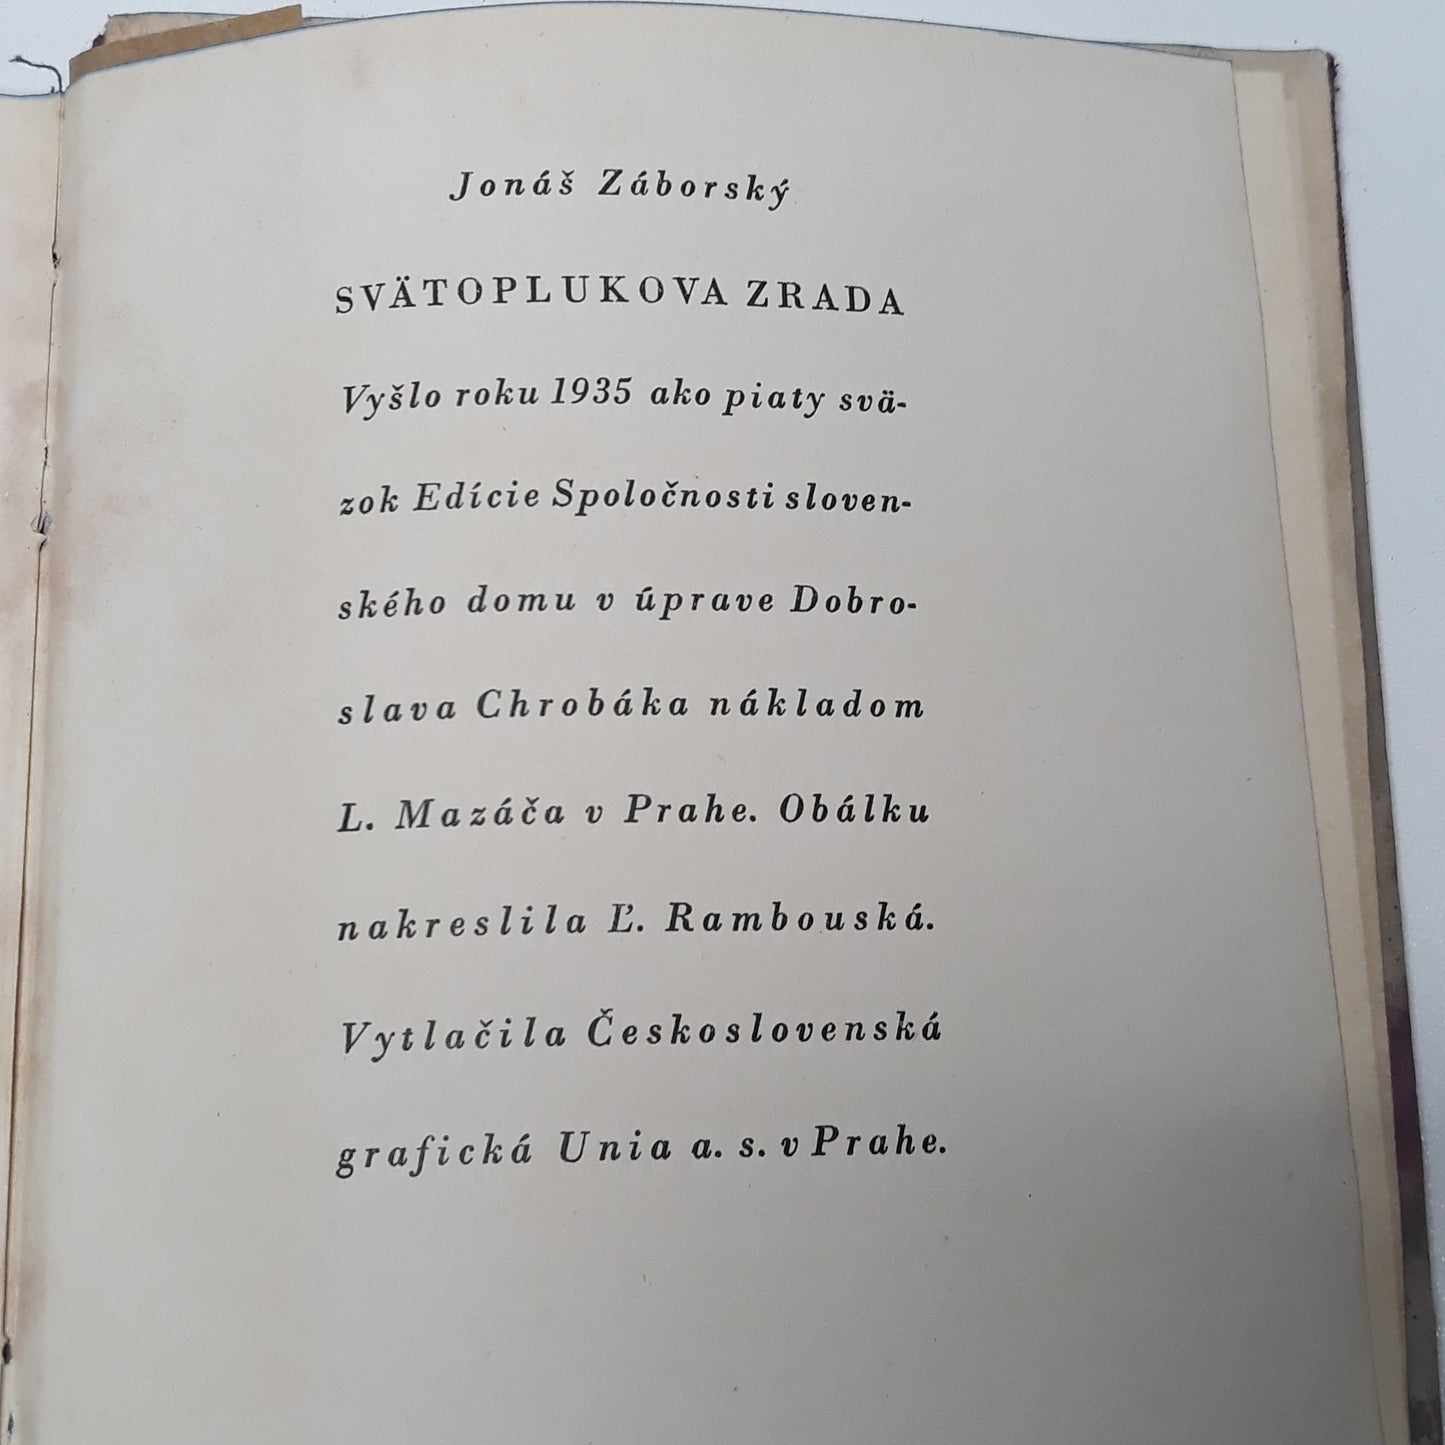 Jonáš Záborský
SVÄTOPLUKOVA ZRADA
Vyšlo roku 1935 ako piaty svä-
zok Edície Spoločnosti sloven-
ského domu v úprave Dobro-
slava Chrobáka nákladom
L. Mazáča v Prahe. Obálku
nakreslila Ľ. Rambouská.
Vytlačila Československá
grafická Unia a. s. v Prahe.